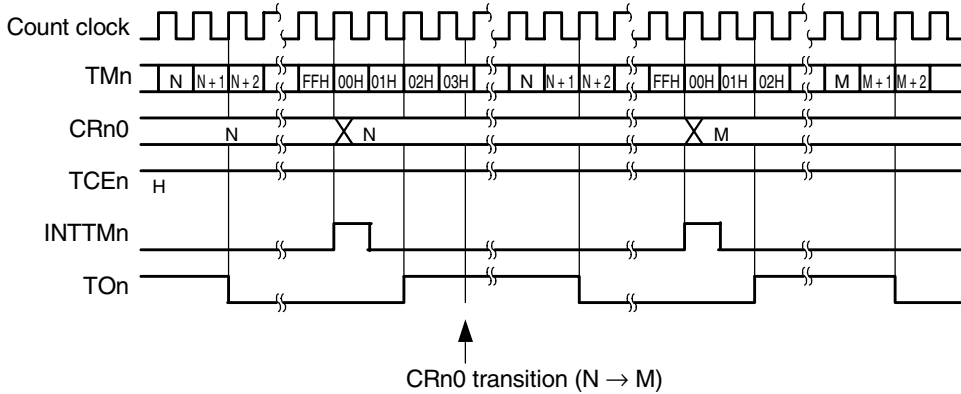 Count clock
TMn N N + 1 N + 2 FFH 00H 01H 02H 03H N N + 1 N + 2 FFH 00H 01H 02H M M + 1 M + 2
CRn0 N N M
TCEn H
INTTMn
TOn
CRn0 transition (N → M)